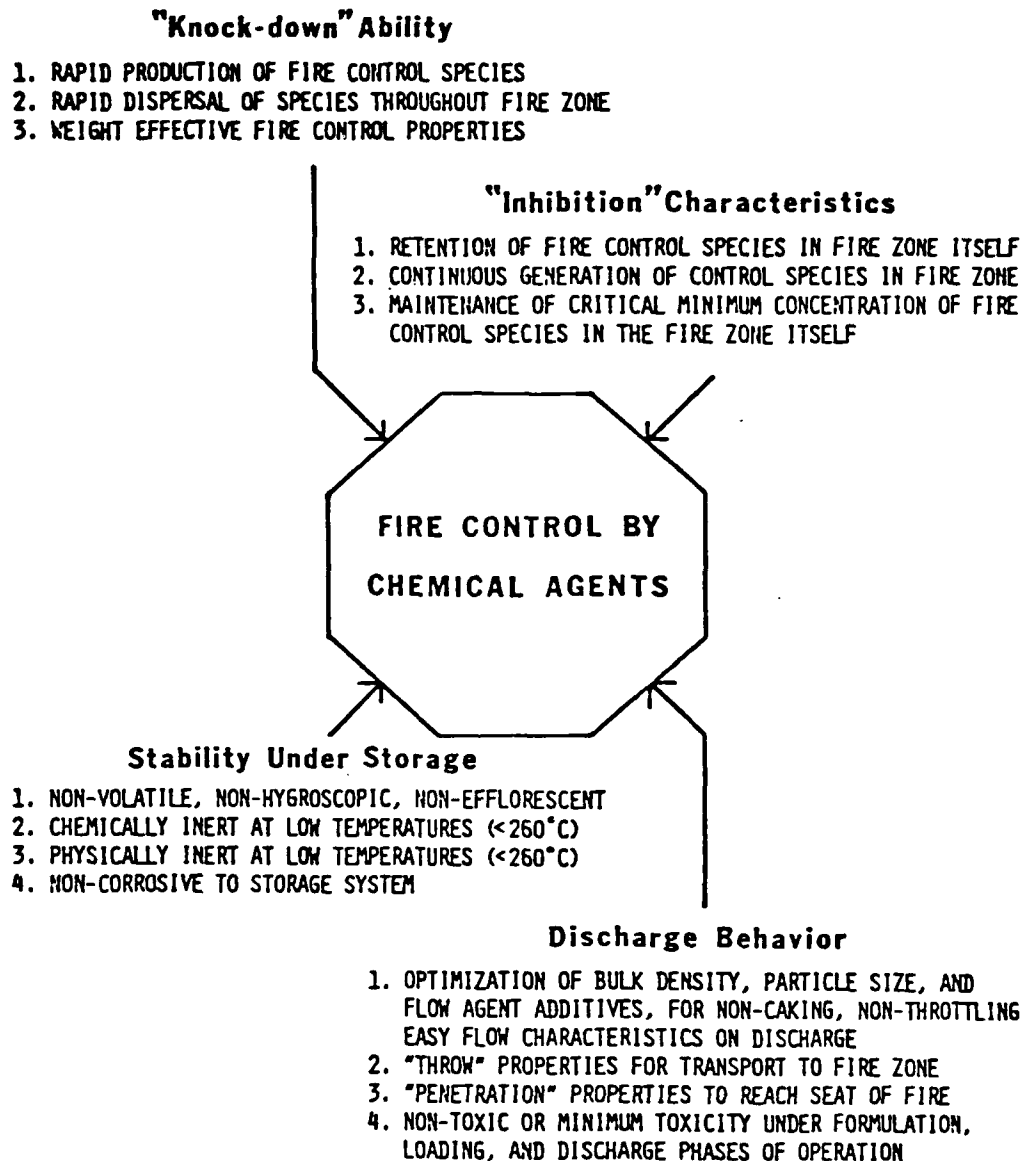 "Knock-down" Ability
1. RAPID PRODUCTION OF FIRE CONTROL SPECIES
2. RAPID DISPERSAL OF SPECIES THROUGHOUT FIRE ZONE
3. WEIGHT EFFECTIVE FIRE CONTROL PROPERTIES
"Inhibition" Characteristics
1. RETENTION OF FIRE CONTROL SPECIES IN FIRE ZONE ITSELF
2. CONTINUOUS GENERATION OF CONTROL SPECIES IN FIRE ZONE
3. MAINTENANCE OF CRITICAL MINIMUM CONCENTRATION OF FIRE
CONTROL SPECIES IN THE FIRE ZONE ITSELF
FIRE CONTROL BY
CHEMICAL AGENTS
Stability Under Storage
1. NON-VOLATILE, NON-HYGROSCOPIC, NON-EFFLORESCENT
2. CHEMICALLY INERT AT LOW TEMPERATURES (<260°C)
3. PHYSICALLY INERT AT LOW TEMPERATURES (<260°C)
4. NON-CORROSIVE TO STORAGE SYSTEM
Discharge Behavior
1. OPTIMIZATION OF BULK DENSITY, PARTICLE SIZE, AND
FLOW AGENT ADDITIVES, FOR NON-CAKING, NON-THROTTLING
EASY FLOW CHARACTERISTICS ON DISCHARGE
2. "THROW" PROPERTIES FOR TRANSPORT TO FIRE ZONE
3. "PENETRATION" PROPERTIES TO REACH SEAT OF FIRE
4. NON-TOXIC OR MINIMUM TOXICITY UNDER FORMULATION,
LOADING, AND DISCHARGE PHASES OF OPERATION